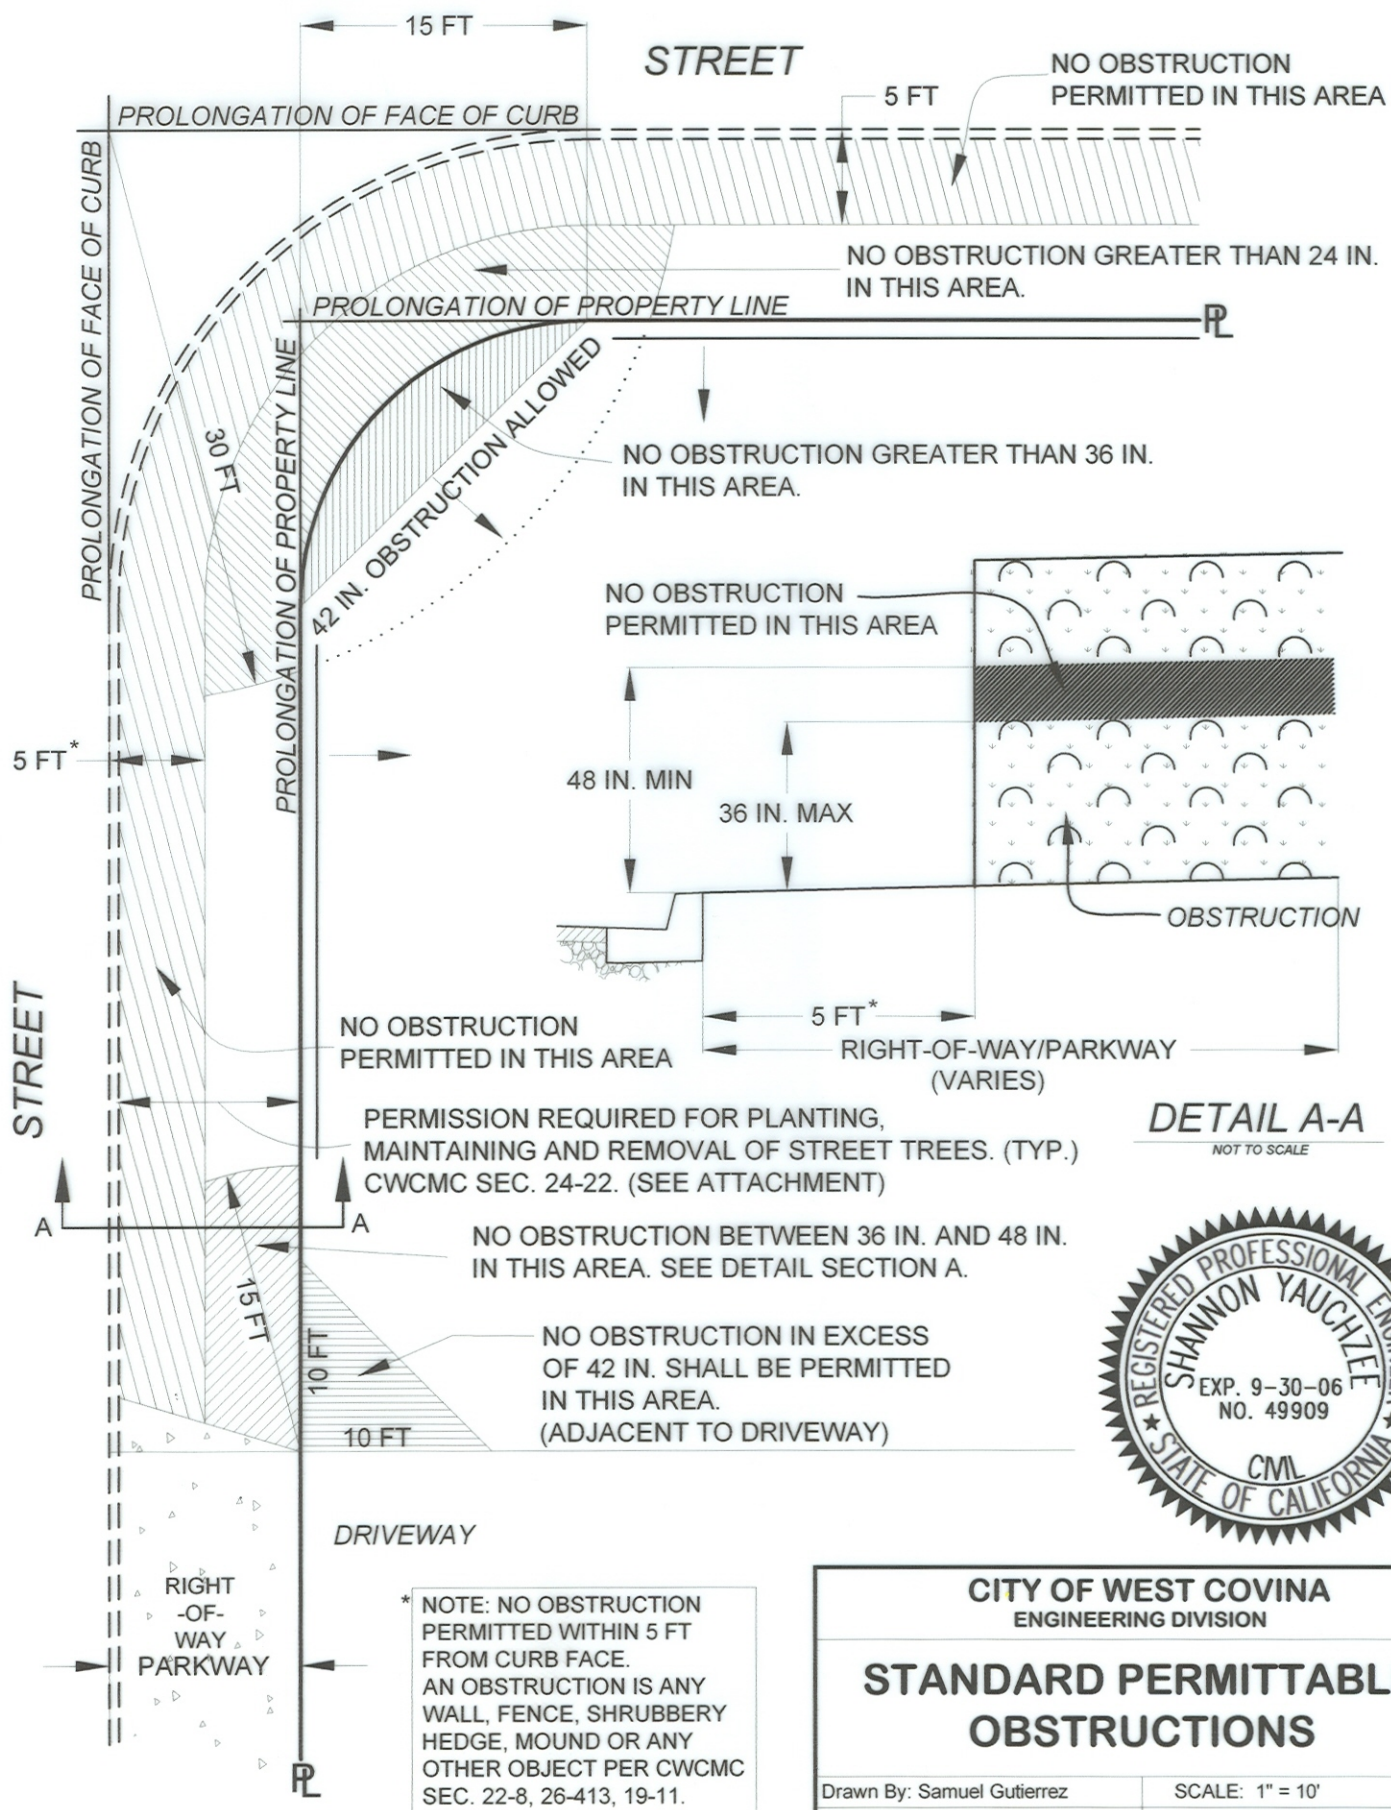 15 FT
STREET
NO OBSTRUCTION
PERMITTED IN THIS AREA
5 FT
PROLONGATION OF FACE OF CURB
PROLONGATION OF FACE OF CURB
NO OBSTRUCTION GREATER THAN 24 IN.
IN THIS AREA.
PROLONGATION OF PROPERTY LINE
PL
PROLONGATION OF PROPERTY LINE
30 FT
42 IN. OBSTRUCTION ALLOWED
NO OBSTRUCTION GREATER THAN 36 IN.
IN THIS AREA.
NO OBSTRUCTION
PERMITTED IN THIS AREA
5 FT*
48 IN. MIN
36 IN. MAX
OBSTRUCTION
5 FT*
RIGHT-OF-WAY/PARKWAY
(VARIES)
DETAIL A-A
NOT TO SCALE
STREET
NO OBSTRUCTION
PERMITTED IN THIS AREA
PERMISSION REQUIRED FOR PLANTING,
MAINTAINING AND REMOVAL OF STREET TREES. (TYP.)
CWCMC SEC. 24-22. (SEE ATTACHMENT)
A
A
NO OBSTRUCTION BETWEEN 36 IN. AND 48 IN.
IN THIS AREA. SEE DETAIL SECTION A.
15 FT
10 FT
NO OBSTRUCTION IN EXCESS
OF 42 IN. SHALL BE PERMITTED
IN THIS AREA.
(ADJACENT TO DRIVEWAY)
10 FT
REGISTERED PROFESSIONAL
SHANNON YAUCHZEE
EXP. 9-30-06
NO. 49909
CIVIL
STATE OF CALIFORNIA
DRIVEWAY
RIGHT
-OF-
WAY
PARKWAY
PL
* NOTE: NO OBSTRUCTION
PERMITTED WITHIN 5 FT
FROM CURB FACE.
AN OBSTRUCTION IS ANY
WALL, FENCE, SHRUBBERY
HEDGE, MOUND OR ANY
OTHER OBJECT PER CWCMC
SEC. 22-8, 26-413, 19-11.
CITY OF WEST COVINA
ENGINEERING DIVISION
STANDARD PERMITTABL
OBSTRUCTIONS
Drawn By: Samuel Gutierrez
SCALE: 1" = 10'